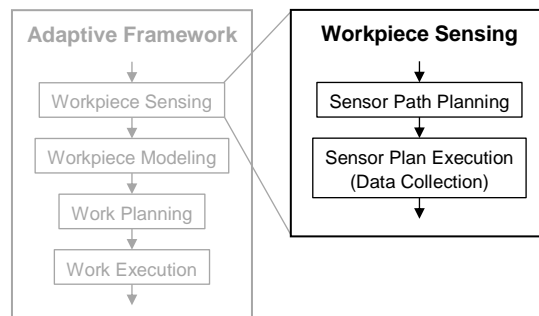 Adaptive Framework
Workpiece Sensing
Workpiece Modeling
Work Planning
Work Execution
Workpiece Sensing
Sensor Path Planning
Sensor Plan Execution
(Data Collection)